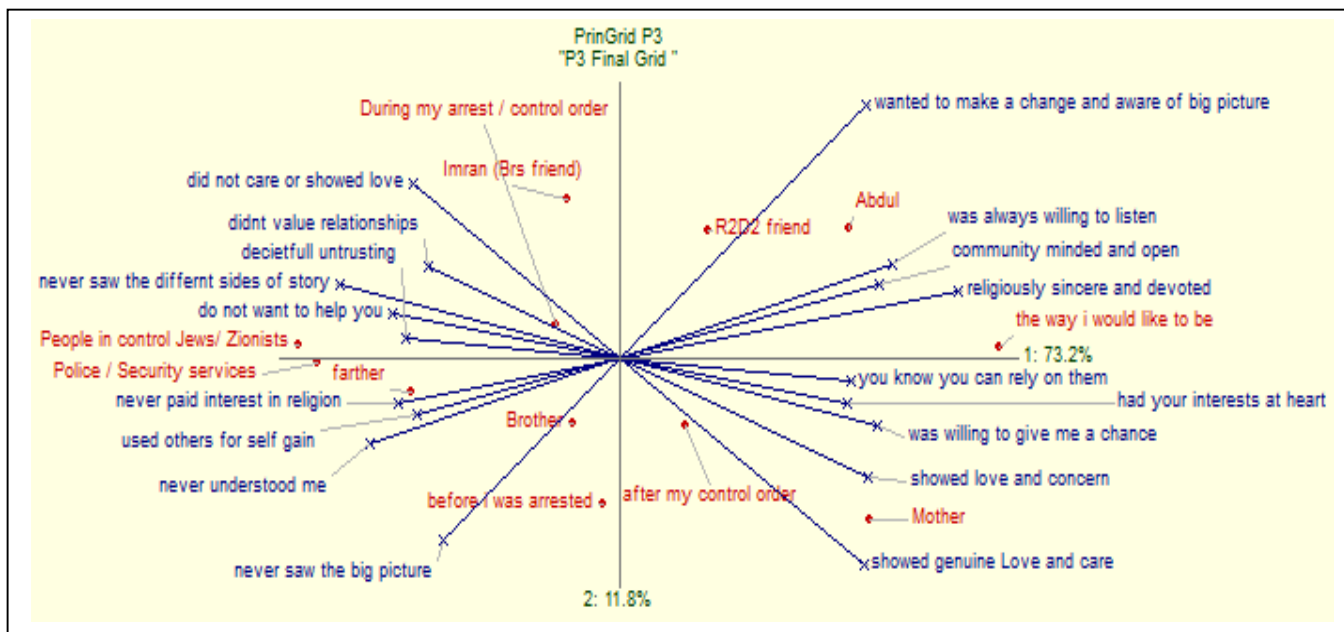 PrinGrid P3
"P3 Final Grid "
During my arrest / control order
wanted to make a change and aware of big picture
Imran (Brs friend)
did not care or showed love
Abdul
didnt value relationships
R2D2 friend
was always willing to listen
decietfull untrusting
community minded and open
never saw the differnt sides of story
religiously sincere and devoted
do not want to help you
the way i would like to be
People in control Jews/ Zionists
1: 73.2%
Police / Security services
farther
you know you can rely on them
never paid interest in religion
had your interests at heart
used others for self gain
Brother
was willing to give me a chance
never understood me
showed love and concern
before I was arrested
after my control order
Mother
never saw the big picture
showed genuine Love and care
2: 11.8%